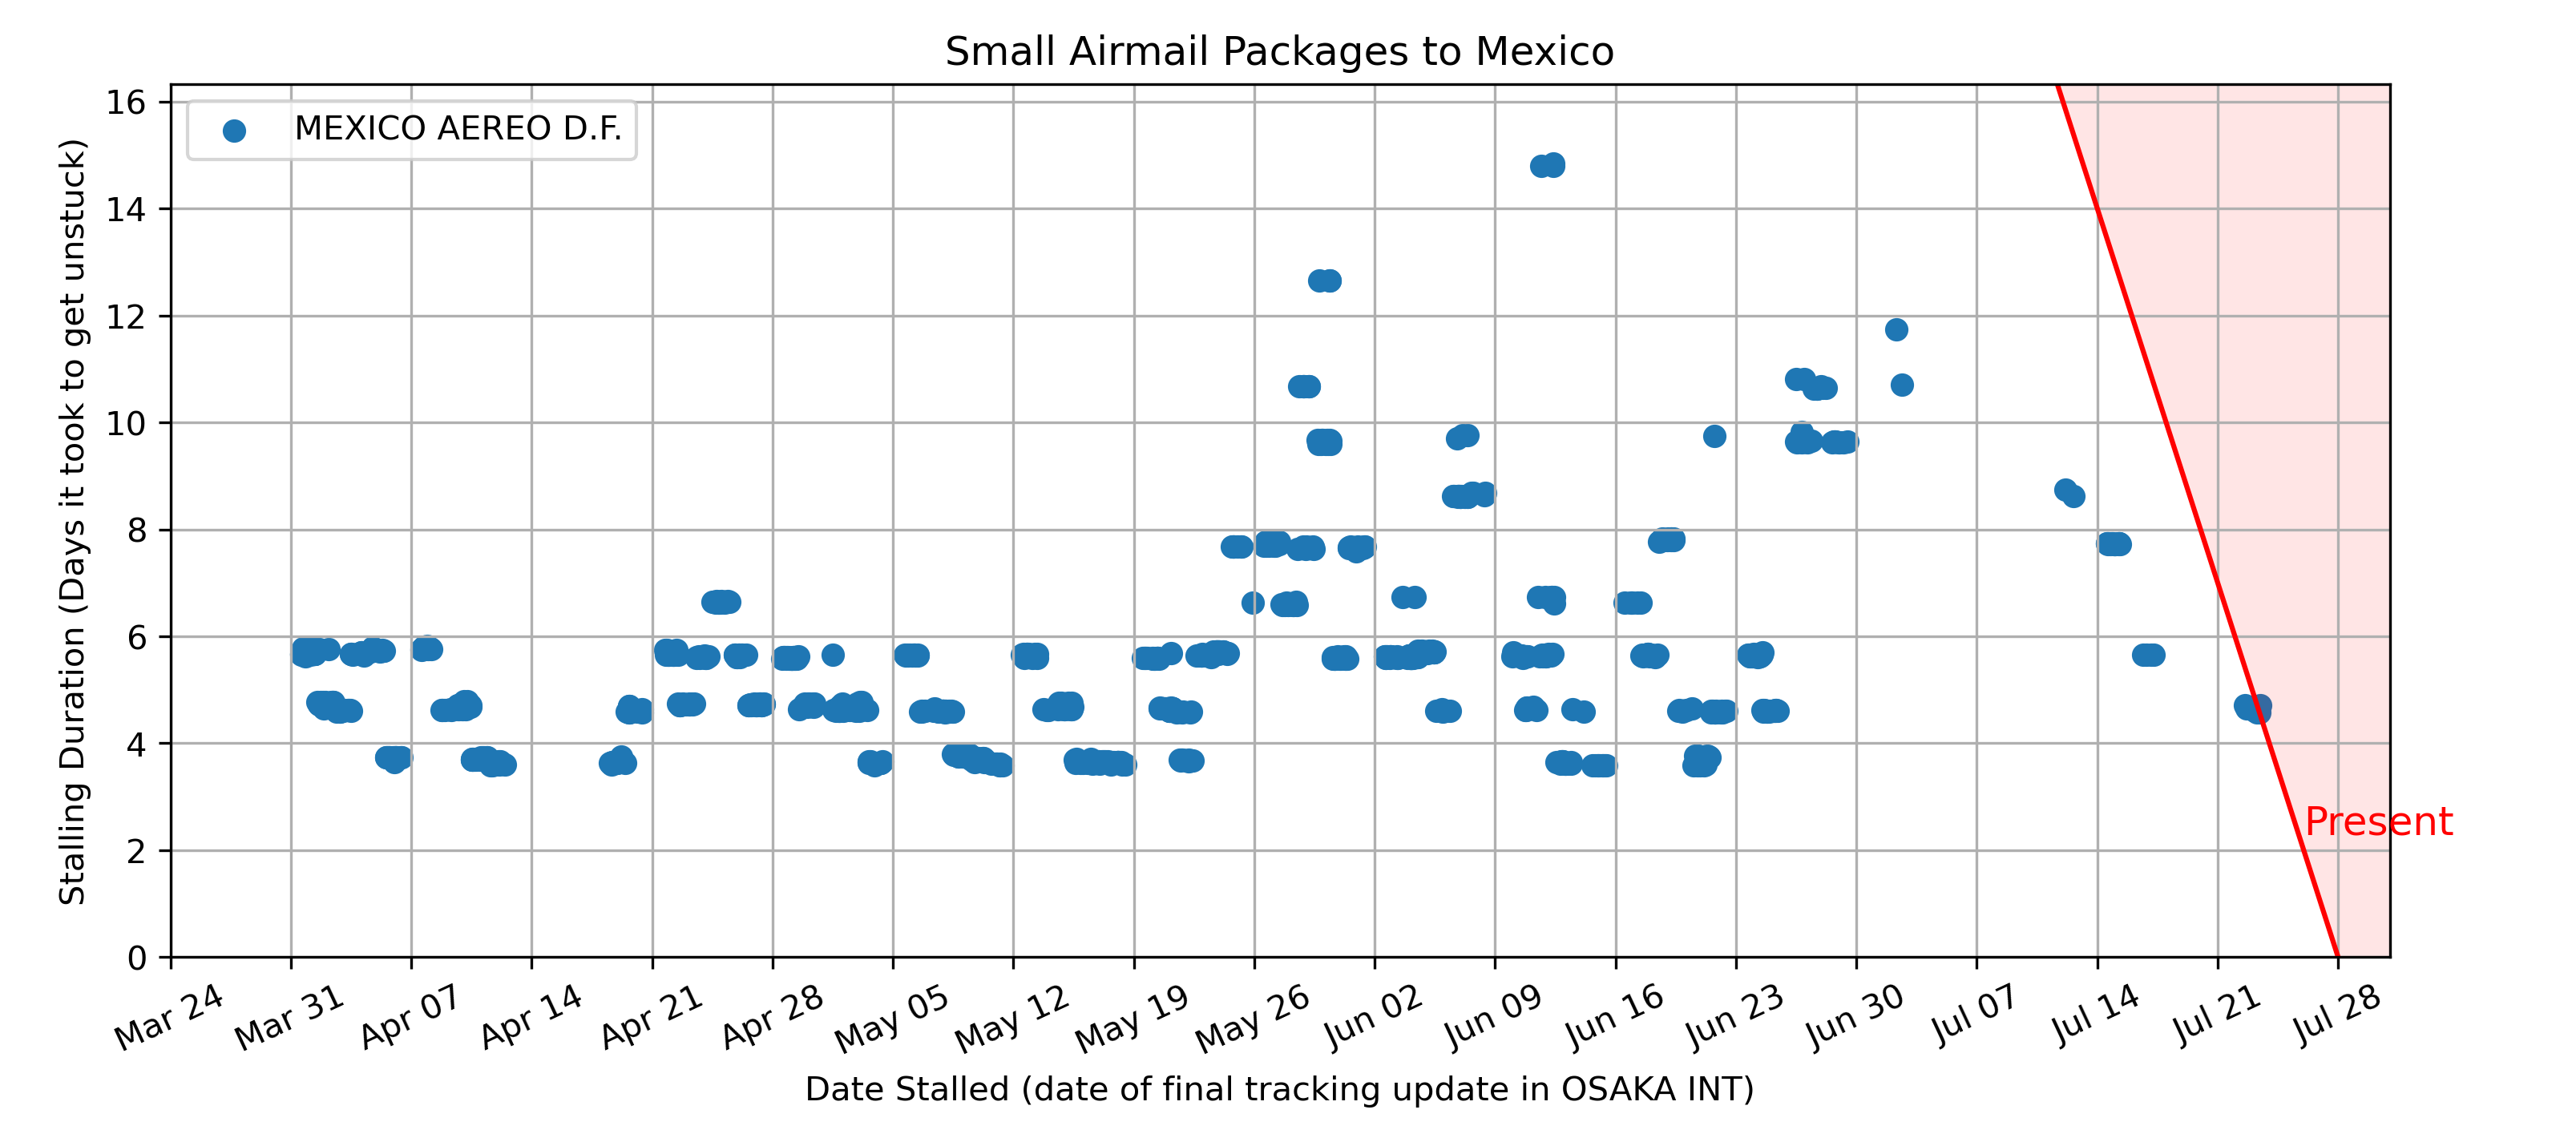 Small Airmail Packages to Mexico
MEXICO AEREO D.F.
Stalling Duration (Days it took to get unstuck)
16
14
12
10
8
6
4
2
0
Present
Mar 24
Mar 31
Apr 07
Apr 14
Apr 21
Apr 28
May 05
May 12
May 19
May 26
Jun 02
Jun 09
Jun 16
Jun 23
Jun 30
Jul 07
Jul 14
Jul 21
Jul 28
Date Stalled (date of final tracking update in OSAKA INT)